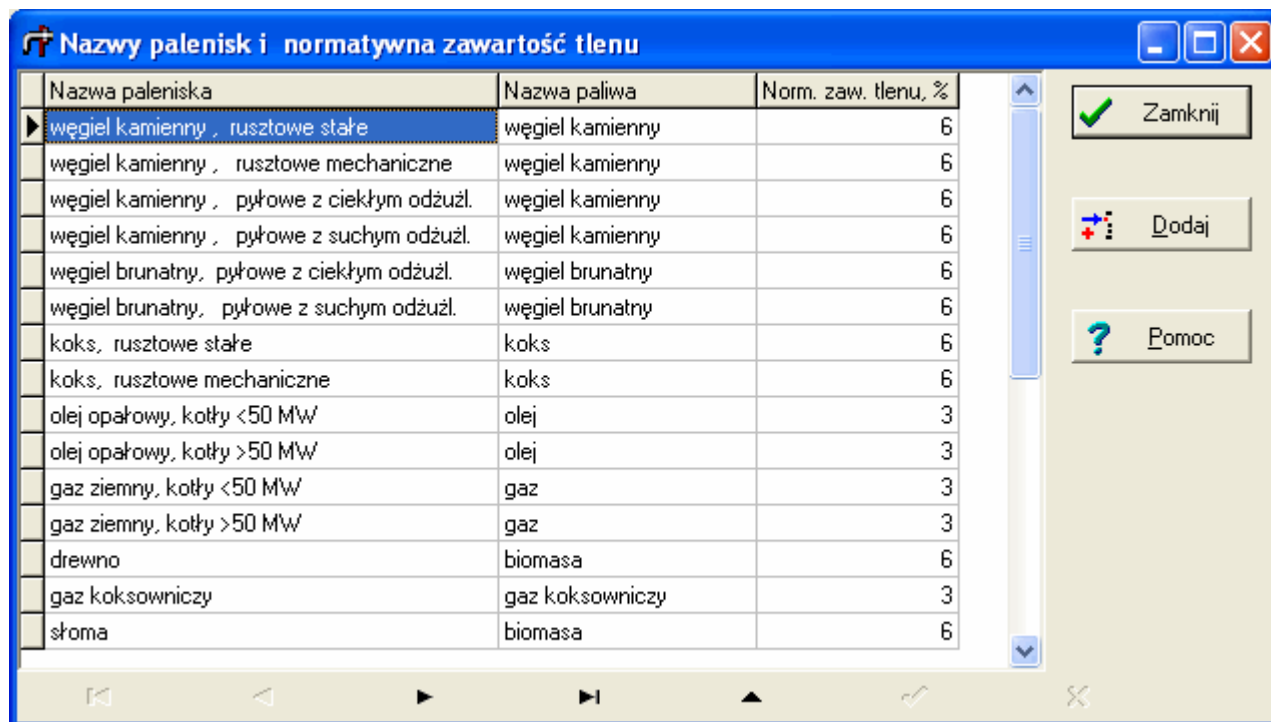 Nazwy palenisk i normatywna zawartość tlenu
Nazwa paleniska Nazwa paliwa Norm. zaw. tlenu, %
węgiel kamienny , rusztowe stałe węgiel kamienny 6
węgiel kamienny , rusztowe mechaniczne węgiel kamienny 6
węgiel kamienny , pyłowe z ciekłym odżużl. węgiel kamienny 6
węgiel kamienny , pyłowe z suchym odżużl. węgiel kamienny 6
węgiel brunatny, pyłowe z ciekłym odżużl. węgiel brunatny 6
węgiel brunatny, pyłowe z suchym odżużl. węgiel brunatny 6
koks, rusztowe stałe koks 6
koks, rusztowe mechaniczne koks 6
olej opałowy, kotły <50 MW olej 3
olej opałowy, kotły >50 MW olej 3
gaz ziemny, kotły <50 MW gaz 3
gaz ziemny, kotły >50 MW gaz 3
drewno biomasa 6
gaz koksowniczy gaz koksowniczy 3
słoma biomasa 6
Zamknij
Dodaj
Pomoc